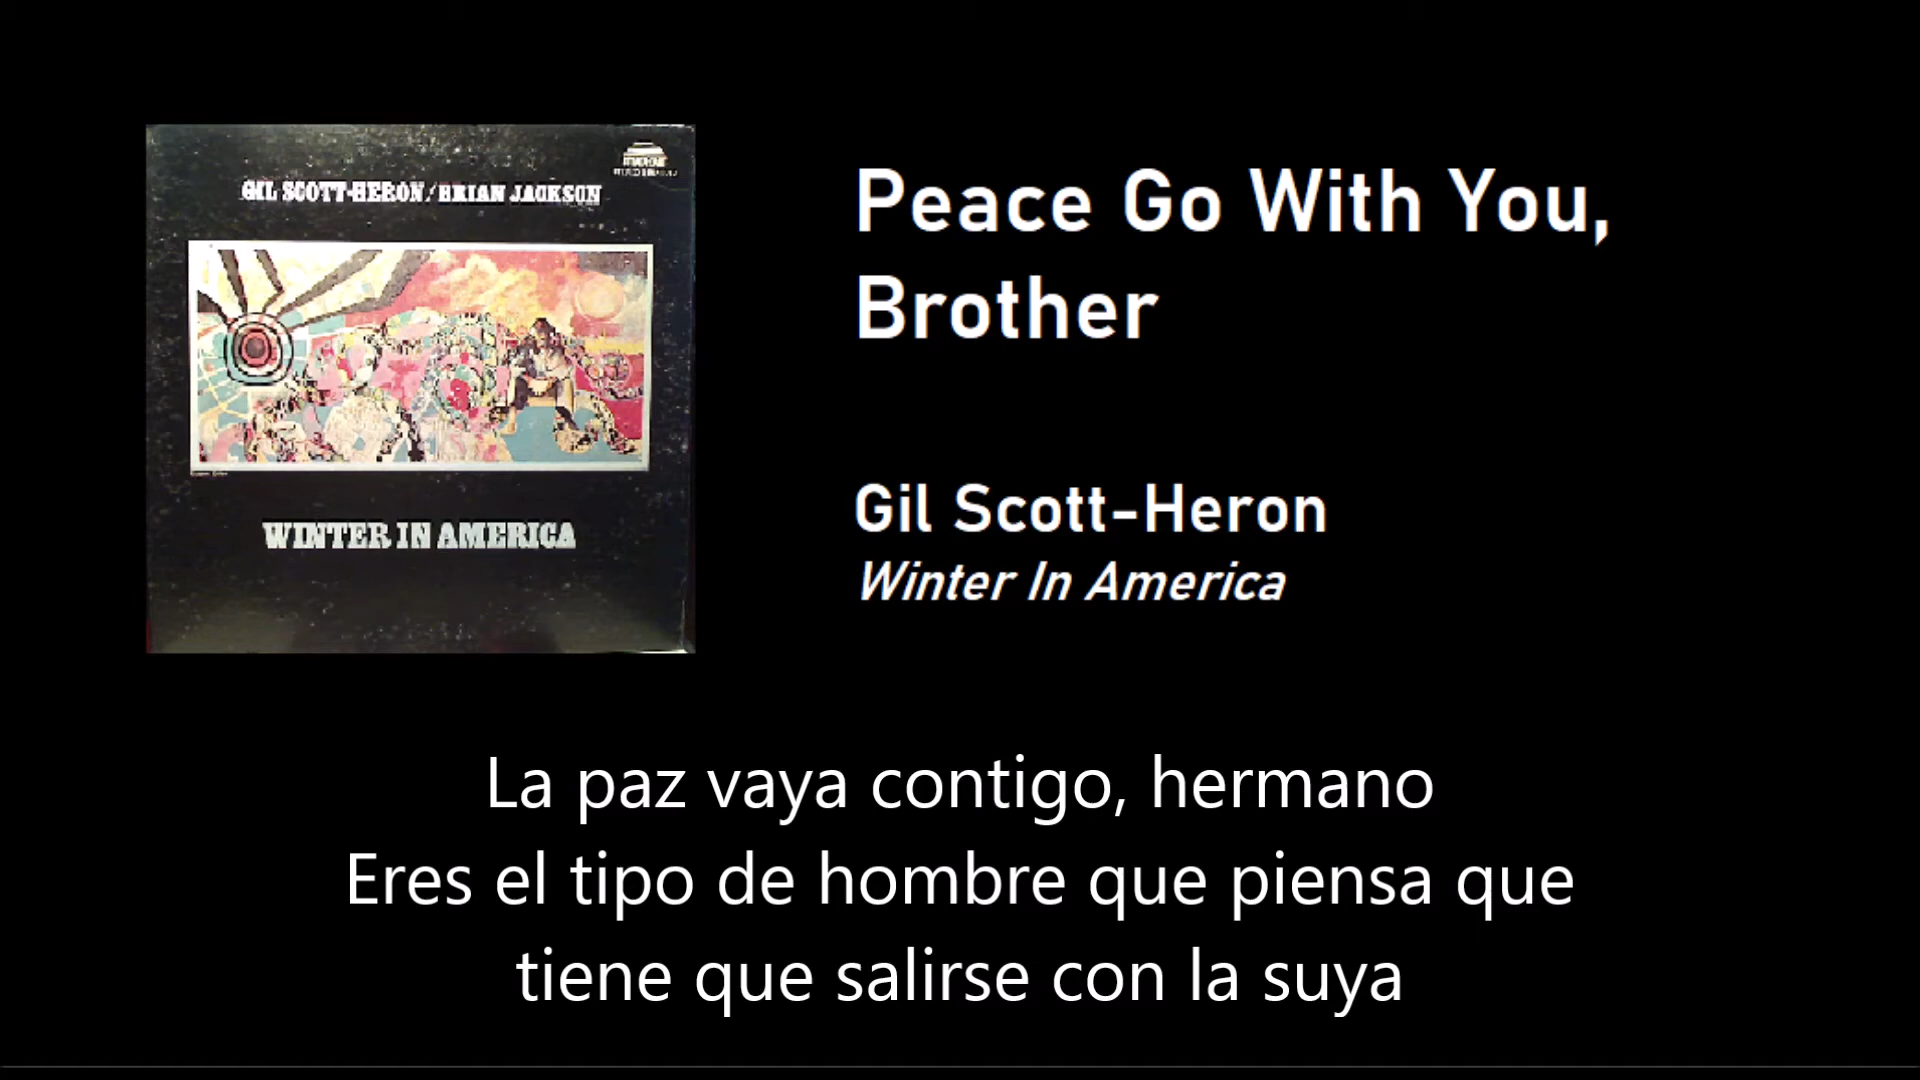 GIL SCOTT-HERON/BRIAN JACKSON
WINTER IN AMERICA
Peace Go With You,
Brother
Gil Scott-Heron
Winter In America
La paz vaya contigo, hermano
Eres el tipo de hombre que piensa que
tiene que salirse con la suya